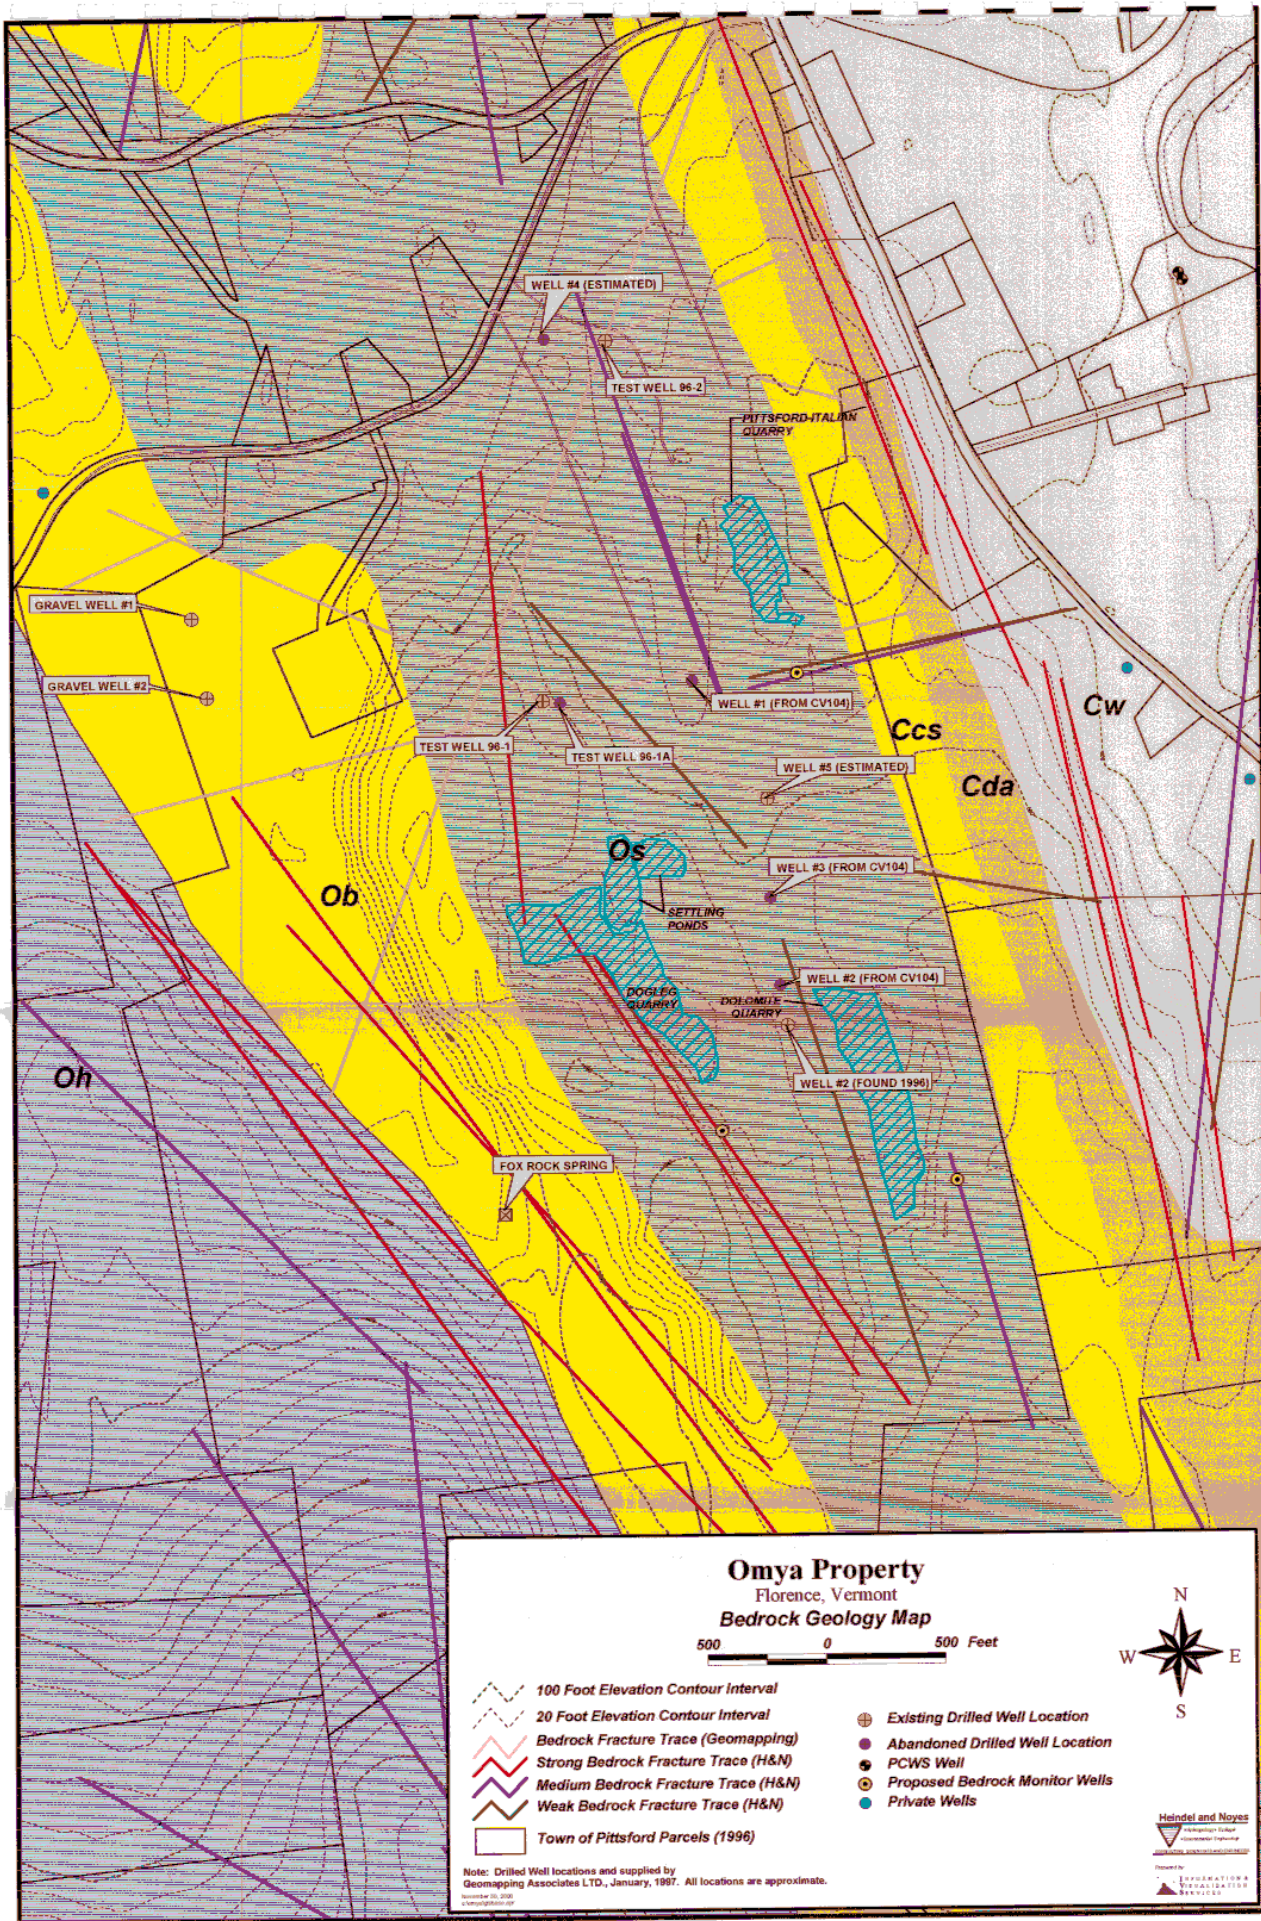 WELL #4 (ESTIMATED)
TEST WELL 96-2
PITTSFORD-ITALIAN
QUARRY
GRAVEL WELL #1
GRAVEL WELL #2
WELL #1 (FROM CV104)
Cw
Ccs
TEST WELL 96-1
TEST WELL 96-1A
WELL #5 (ESTIMATED)
Cda
Os
WELL #3 (FROM CV104)
Ob
SETTLING
PONDS
WELL #2 (FROM CV104)
DOGLEG
QUARRY
DOLOMITE
QUARRY
Oh
WELL #2 (FOUND 1996)
FOX ROCK SPRING
Omya Property
Florence, Vermont
Bedrock Geology Map
500 0 500 Feet
N
W E
S
100 Foot Elevation Contour Interval
20 Foot Elevation Contour Interval
Bedrock Fracture Trace (Geomapping)
Strong Bedrock Fracture Trace (H&N)
Medium Bedrock Fracture Trace (H&N)
Weak Bedrock Fracture Trace (H&N)
Town of Pittsford Parcels (1996)
Existing Drilled Well Location
Abandoned Drilled Well Location
PCWS Well
Proposed Bedrock Monitor Wells
Private Wells
Note: Drilled Well locations and supplied by
Geomapping Associates LTD., January, 1997. All locations are approximate.
Heindel and Noyes
Prepared by
INFORMATION &
VISUALIZATION
SERVICES